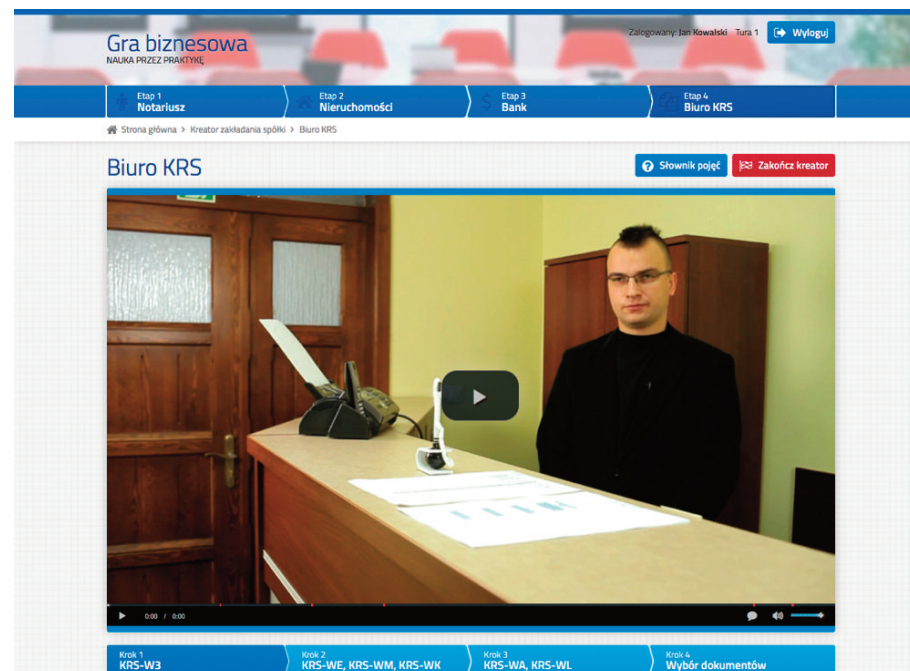 Gra biznesowa
NAUKA PRZEZ PRAKTYKĘ
Zalogowany: Jan Kowalski Tura 1
Wyloguj
Etap 1
Notariusz
Etap 2
Nieruchomości
Etap 3
Bank
Etap 4
Biuro KRS
Strona główna > Kreator zakładania spółki > Biuro KRS
Biuro KRS
Słownik pojęć
Zakończ kreator
0:00 / 0:00
Krok 1
KRS-W3
Krok 2
KRS-WE, KRS-WM, KRS-WK
Krok 3
KRS-WA, KRS-WL
Krok 4
Wybór dokumentów